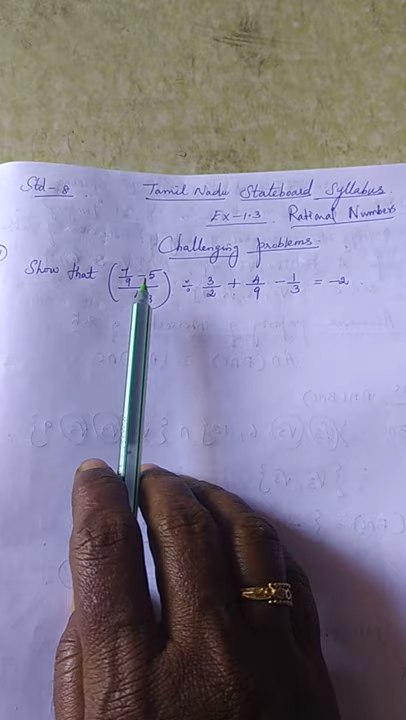 Std-8. Tamil Nadu Stateboard Syllabus.
Ex-1.3 Rational Numbers
Challenging problems.
Show that ( (7/9 - 5) / ) ÷ 3/2 + 4/9 - 1/3 = -2